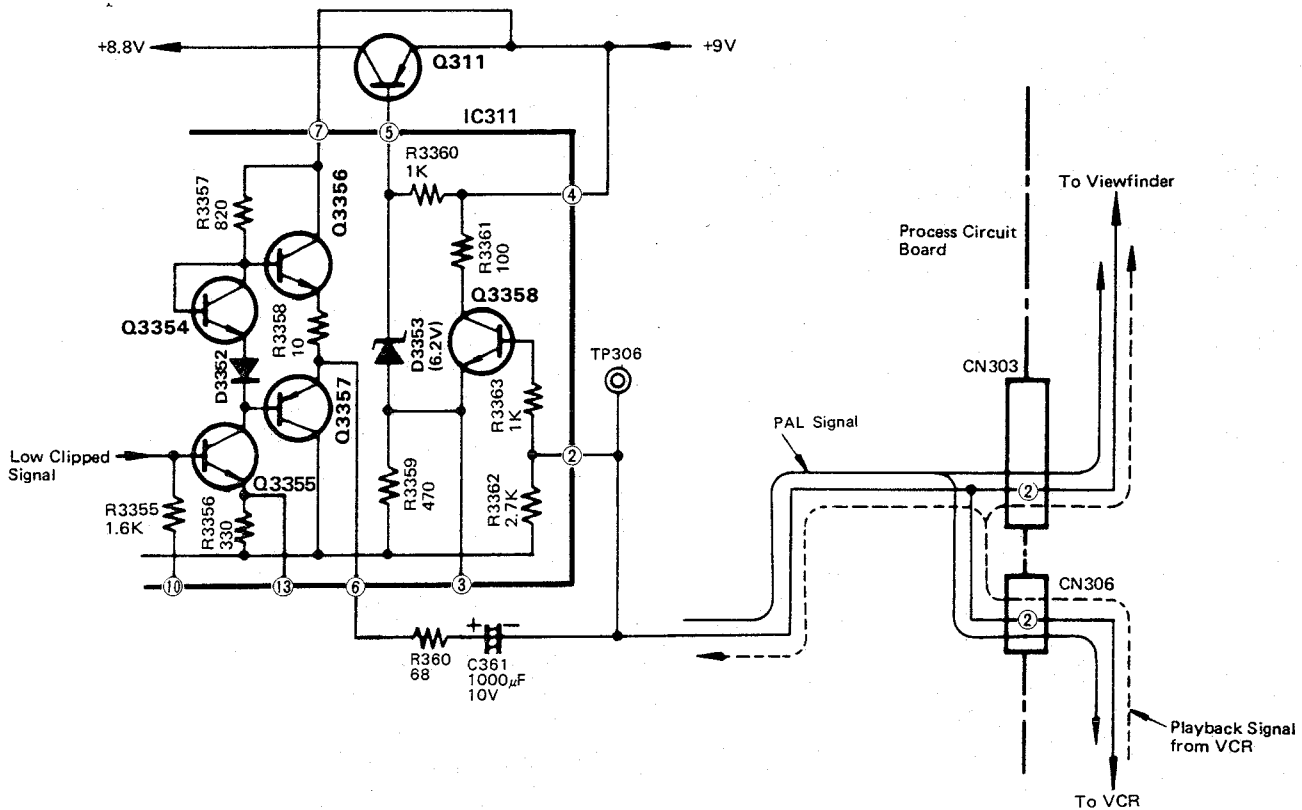 +8.8V
Q311
+9V
IC311
7
5
R3360
1K
4
R3357
820
Q3356
R3361
100
Q3358
Q3354
R3358
10
D3352
Q3357
D3353
(6.2V)
R3363
1K
TP306
Low Clipped
Signal
Q3355
R3355
1.6K
R3356
330
R3359
470
R3362
2.7K
2
10
13
6
3
R360
68
+
−
C361
1000μF
10V
To Viewfinder
Process Circuit
Board
CN303
PAL Signal
2
CN306
2
Playback Signal
from VCR
To VCR